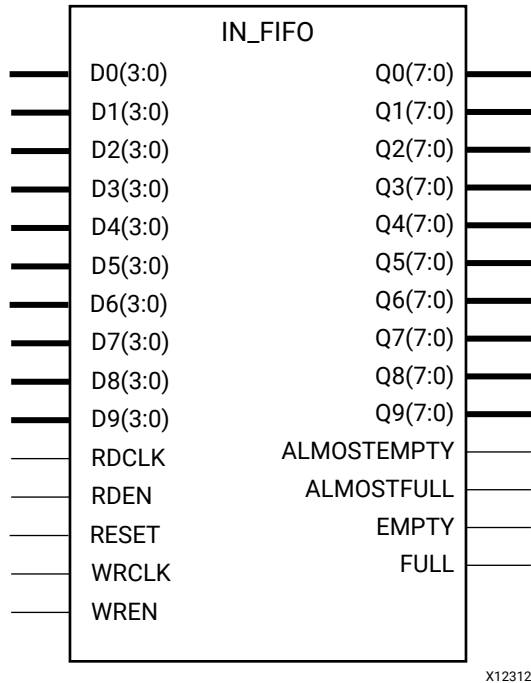 IN_FIFO
D0(3:0)
D1(3:0)
D2(3:0)
D3(3:0)
D4(3:0)
D5(3:0)
D6(3:0)
D7(3:0)
D8(3:0)
D9(3:0)
RDCLK
RDEN
RESET
WRCLK
WREN
Q0(7:0)
Q1(7:0)
Q2(7:0)
Q3(7:0)
Q4(7:0)
Q5(7:0)
Q6(7:0)
Q7(7:0)
Q8(7:0)
Q9(7:0)
ALMOSTEMPTY
ALMOSTFULL
EMPTY
FULL
X12312